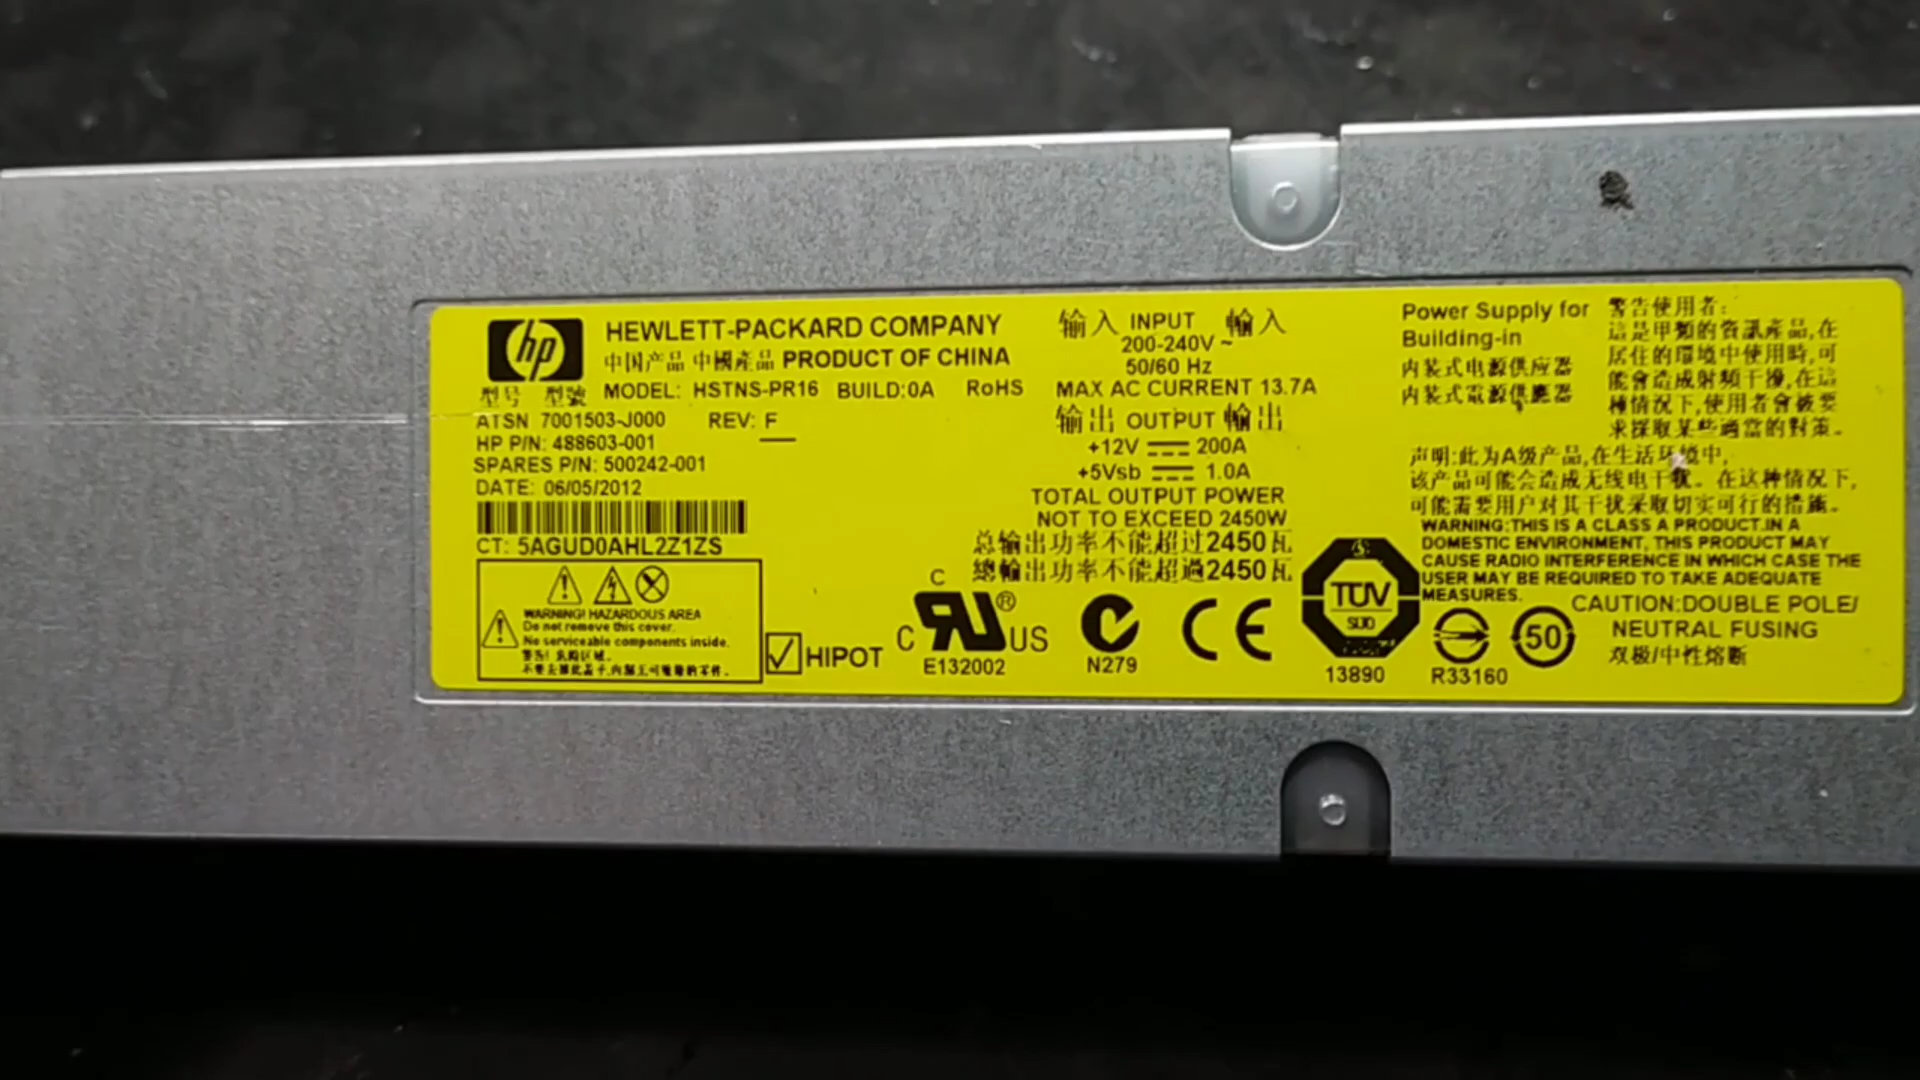 hp
HEWLETT-PACKARD COMPANY
中国产品 中國產品 PRODUCT OF CHINA
型号 型號 MODEL: HSTNS-PR16 BUILD:0A RoHS
ATSN 7001503-J000 REV: F
HP P/N: 488603-001
SPARES P/N: 500242-001
DATE: 06/05/2012
CT: 5AGUD0AHL2Z1ZS
WARNING! HAZARDOUS AREA
Do not remove this cover.
No serviceable components inside.
HIPOT
输入 INPUT 輸入
200-240V ~
50/60 Hz
MAX AC CURRENT 13.7A
输出 OUTPUT 輸出
+12V 200A
+5Vsb 1.0A
TOTAL OUTPUT POWER
NOT TO EXCEED 2450W
总输出功率不能超过2450瓦
總輸出功率不能超過2450瓦
C
C US ®
E132002
N279
CE
TUV
13890
R33160
50
Power Supply for
Building-in
内装式电源供应器
内裝式電源供應器
警告使用者:
這是甲類的資訊產品,在
居住的環境中使用時,可
能會造成射頻干擾,在這
種情況下,使用者會被要
求採取某些適當的對策。
声明:此为A级产品,在生活环境中,
该产品可能会造成无线电干扰。在这种情况下,
可能需要用户对其干扰采取切实可行的措施。
WARNING:THIS IS A CLASS A PRODUCT.IN A
DOMESTIC ENVIRONMENT, THIS PRODUCT MAY
CAUSE RADIO INTERFERENCE IN WHICH CASE THE
USER MAY BE REQUIRED TO TAKE ADEQUATE
MEASURES.
CAUTION:DOUBLE POLE/
NEUTRAL FUSING
双极/中性熔断